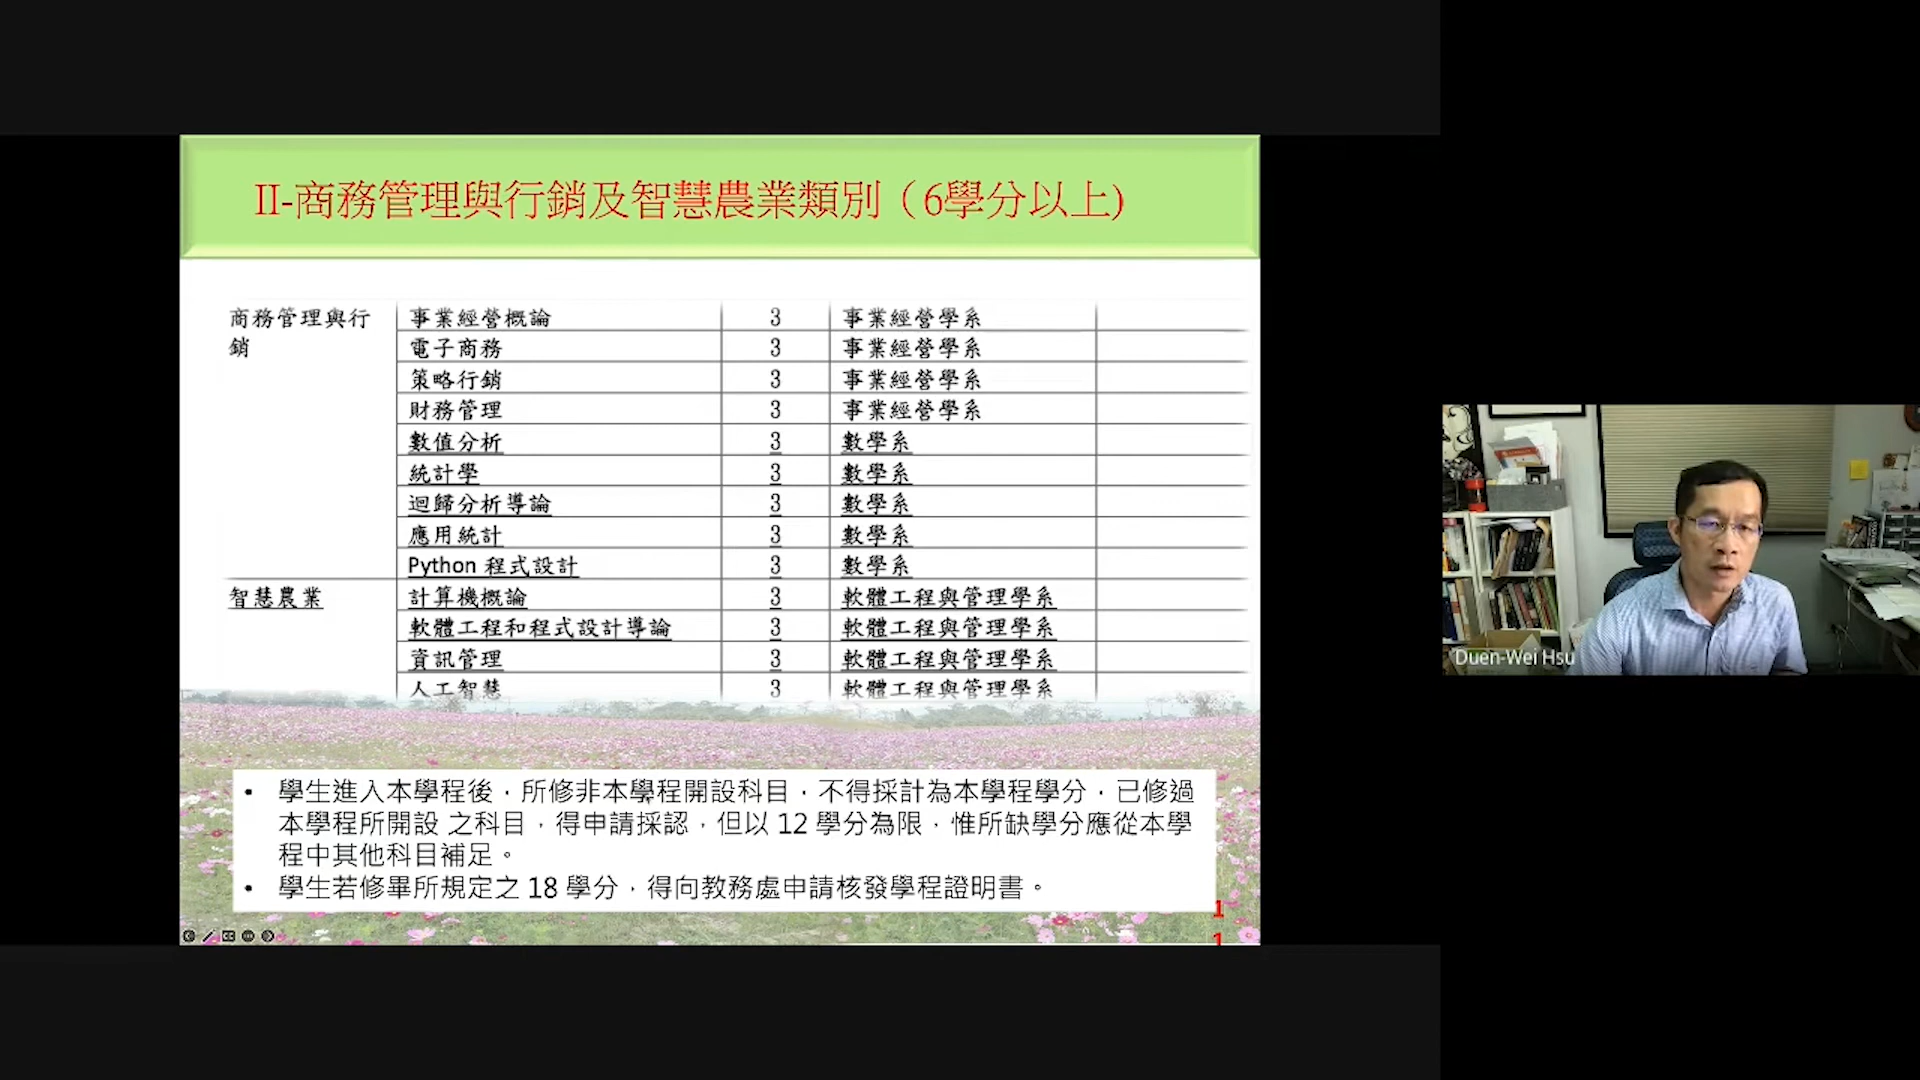 II-商務管理與行銷及智慧農業類別（6學分以上)
商務管理與行銷
事業經營概論 3 事業經營學系
電子商務 3 事業經營學系
策略行銷 3 事業經營學系
財務管理 3 事業經營學系
數值分析 3 數學系
統計學 3 數學系
迴歸分析導論 3 數學系
應用統計 3 數學系
Python 程式設計 3 數學系
智慧農業 計算機概論 3 軟體工程與管理學系
軟體工程和程式設計導論 3 軟體工程與管理學系
資訊管理 3 軟體工程與管理學系
人工智慧 3 軟體工程與管理學系
• 學生進入本學程後，所修非本學程開設科目，不得採計為本學程學分，已修過
本學程所開設 之科目，得申請採認，但以 12 學分為限，惟所缺學分應從本學
程中其他科目補足。
• 學生若修畢所規定之 18 學分，得向教務處申請核發學程證明書。
1
1
Duen-Wei Hsu